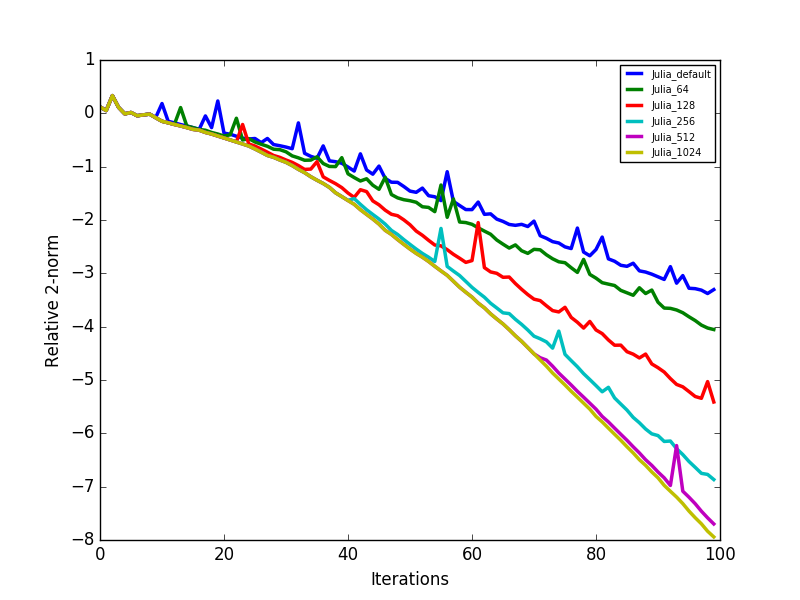 1
0
−1
−2
−3
−4
−5
−6
−7
−8
Relative 2-norm
0 20 40 60 80 100
Iterations
Julia_default
Julia_64
Julia_128
Julia_256
Julia_512
Julia_1024